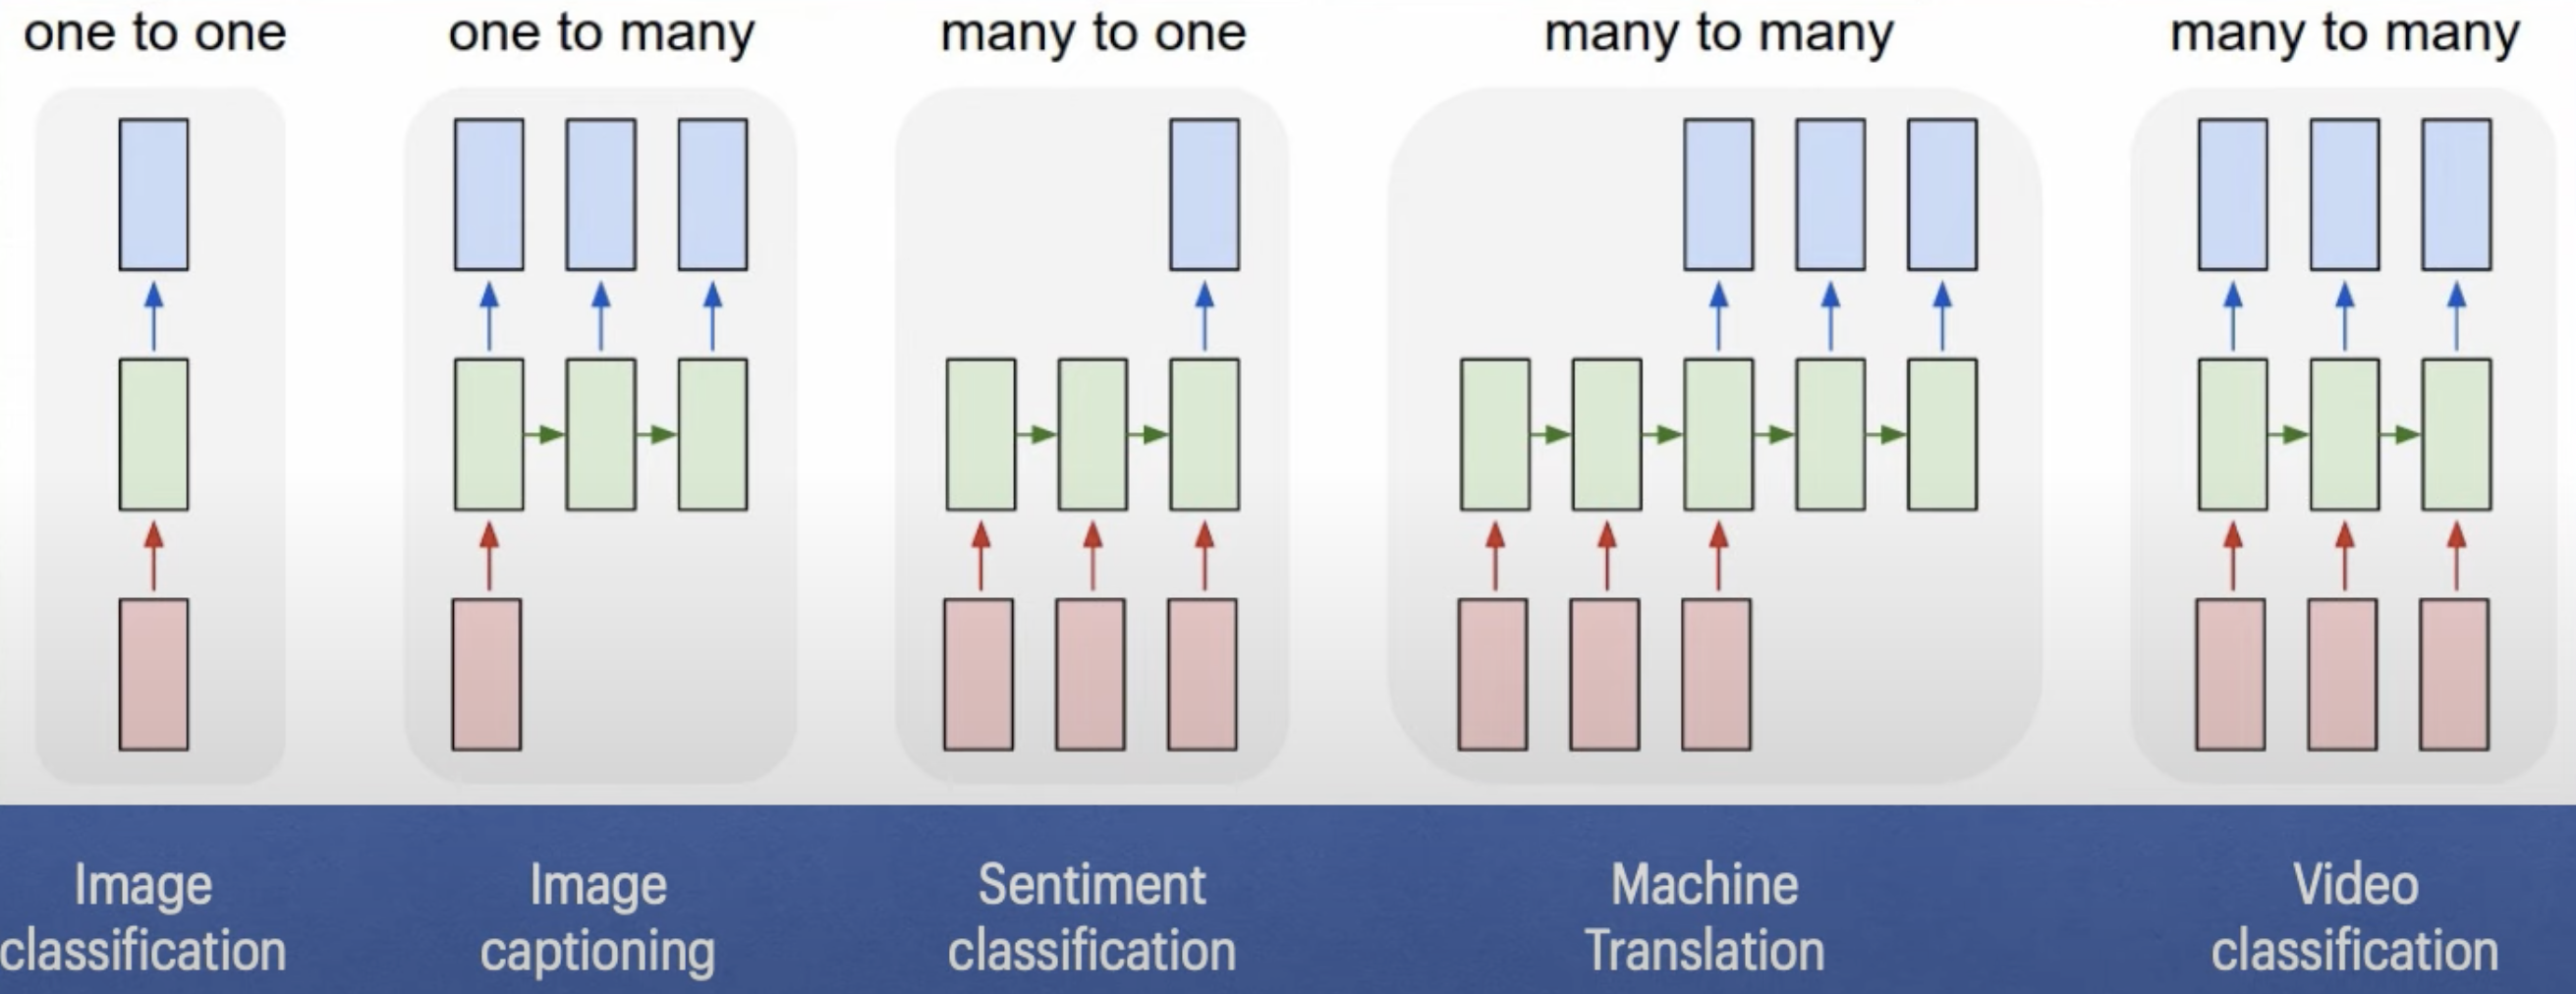 one to one
one to many
many to one
many to many
many to many
Image
classification
Image
captioning
Sentiment
classification
Machine
Translation
Video
classification